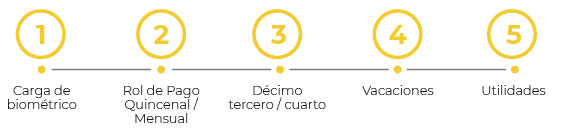 1
2
3
4
5
Carga de
biométrico
Rol de Pago
Quincenal /
Mensual
Décimo
tercero / cuarto
Vacaciones
Utilidades